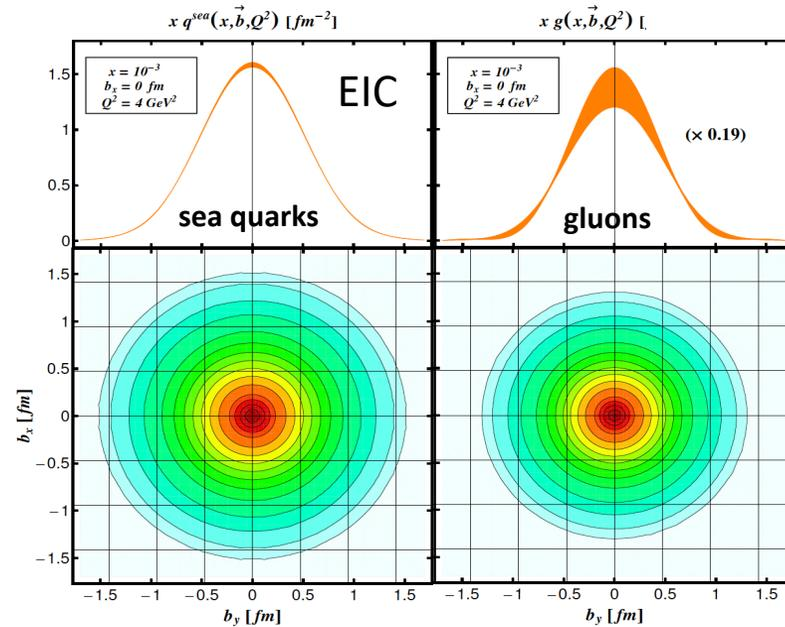 x q^sea(x,b⃗,Q²) [fm⁻²]
x g(x,b⃗,Q²) [
x = 10⁻³
b_x = 0 fm
Q² = 4 GeV²
EIC
x = 10⁻³
b_x = 0 fm
Q² = 4 GeV²
(× 0.19)
1.5
1
0.5
0
sea quarks
gluons
1.5
1
0.5
0
−0.5
−1
−1.5
b_x [fm]
−1.5 −1 −0.5 0 0.5 1 1.5
−1.5 −1 −0.5 0 0.5 1 1.5
b_y [fm]
b_y [fm]